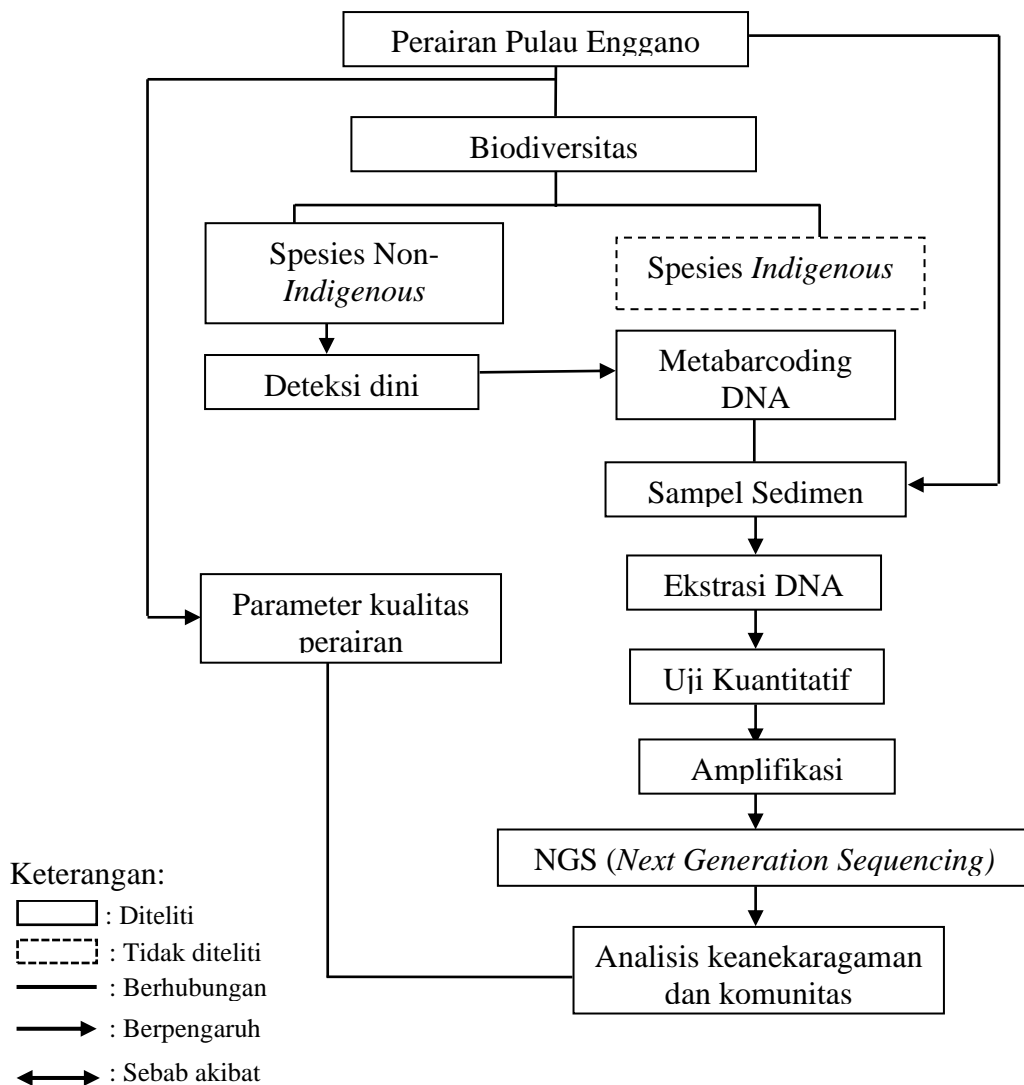 Perairan Pulau Enggano
Biodiversitas
Spesies Non-
Indigenous
Spesies Indigenous
Deteksi dini
Metabarcoding
DNA
Sampel Sedimen
Ekstrasi DNA
Parameter kualitas
perairan
Uji Kuantitatif
Amplifikasi
NGS (Next Generation Sequencing)
Analisis keanekaragaman
dan komunitas
Keterangan:
: Diteliti
: Tidak diteliti
: Berhubungan
: Berpengaruh
: Sebab akibat